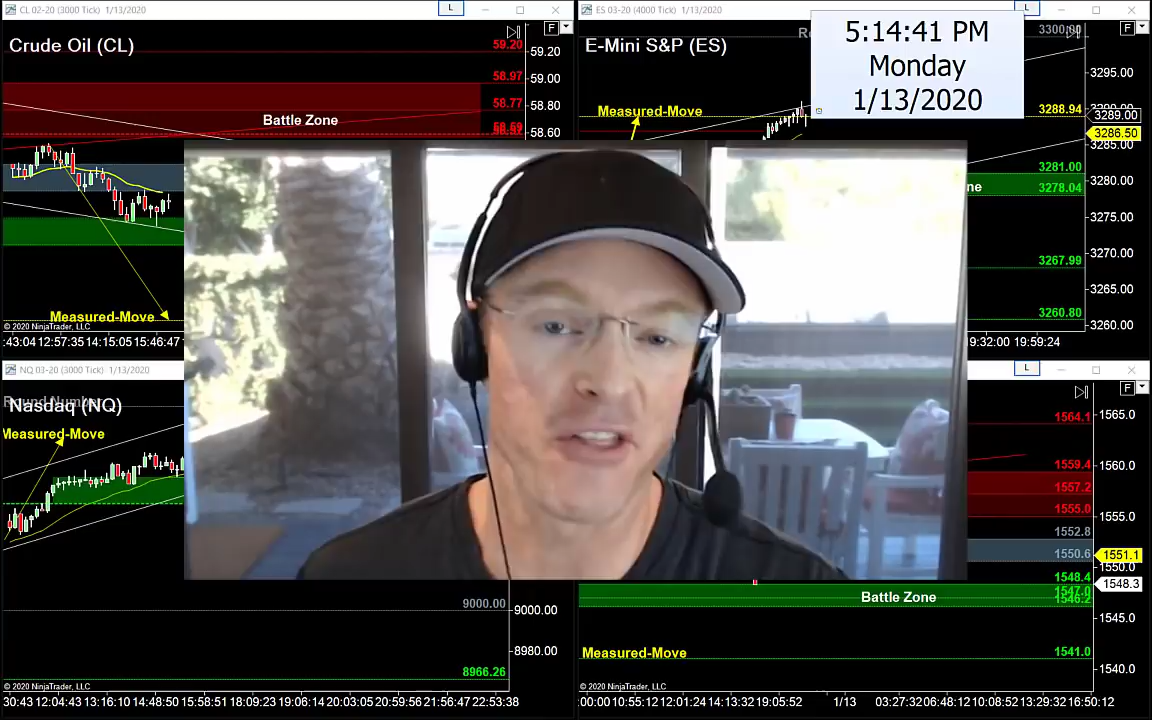 CL 02-20 (3000 Tick) 1/13/2020
L
F
Crude Oil (CL)
59.20
59.20
59.00
58.97
58.80
58.77
Battle Zone
58.60
Measured-Move
© 2020 NinjaTrader, LLC
:43:04 12:57:35 14:15:05 15:46:47
ES 03-20 (4000 Tick) 1/13/2020
L
F
E-Mini S&P (ES)
5:14:41 PM
Monday
1/13/2020
3295.00
Measured-Move
3288.94
3289.00
3286.50
3285.00
3281.00
3280.00
3278.04
ne
3275.00
3270.00
3267.99
3265.00
3260.80
3260.00
9:32:00 19:59:24
NQ 03-20 (3000 Tick) 1/13/2020
Round Number
Nasdaq (NQ)
Measured-Move
9000.00
9000.00
8980.00
8966.26
© 2020 NinjaTrader, LLC
30:43 12:04:43 13:16:10 14:48:50 15:58:51 18:09:23 19:06:14 20:03:05 20:59:56 21:56:47 22:53:38
L
F
1564.1
1565.0
1559.4
1560.0
1557.2
1555.0
1555.0
1552.8
1550.6
1551.1
1550.0
1548.4
1548.3
1547.0
1546.2
Battle Zone
1545.0
Measured-Move
1541.0
1540.0
© 2020 NinjaTrader, LLC
:00:00 10:55:12 12:01:24 14:13:32 19:05:52 1/13 03:27:32 06:48:12 10:08:52 13:29:32 16:50:12